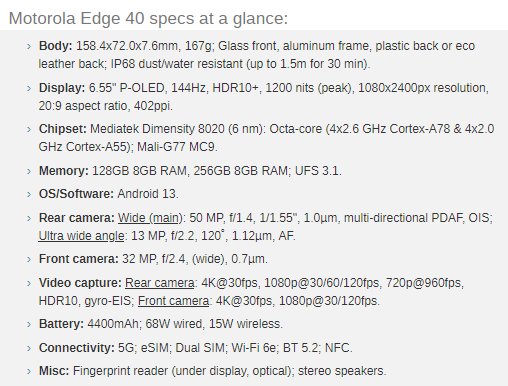 Motorola Edge 40 specs at a glance:
› Body: 158.4x72.0x7.6mm, 167g; Glass front, aluminum frame, plastic back or eco
leather back; IP68 dust/water resistant (up to 1.5m for 30 min).
› Display: 6.55" P-OLED, 144Hz, HDR10+, 1200 nits (peak), 1080x2400px resolution,
20:9 aspect ratio, 402ppi.
› Chipset: Mediatek Dimensity 8020 (6 nm): Octa-core (4x2.6 GHz Cortex-A78 & 4x2.0
GHz Cortex-A55); Mali-G77 MC9.
› Memory: 128GB 8GB RAM, 256GB 8GB RAM; UFS 3.1.
› OS/Software: Android 13.
› Rear camera: Wide (main): 50 MP, f/1.4, 1/1.55", 1.0µm, multi-directional PDAF, OIS;
Ultra wide angle: 13 MP, f/2.2, 120˚, 1.12µm, AF.
› Front camera: 32 MP, f/2.4, (wide), 0.7µm.
› Video capture: Rear camera: 4K@30fps, 1080p@30/60/120fps, 720p@960fps,
HDR10, gyro-EIS; Front camera: 4K@30fps, 1080p@30/120fps.
› Battery: 4400mAh; 68W wired, 15W wireless.
› Connectivity: 5G; eSIM; Dual SIM; Wi-Fi 6e; BT 5.2; NFC.
› Misc: Fingerprint reader (under display, optical); stereo speakers.